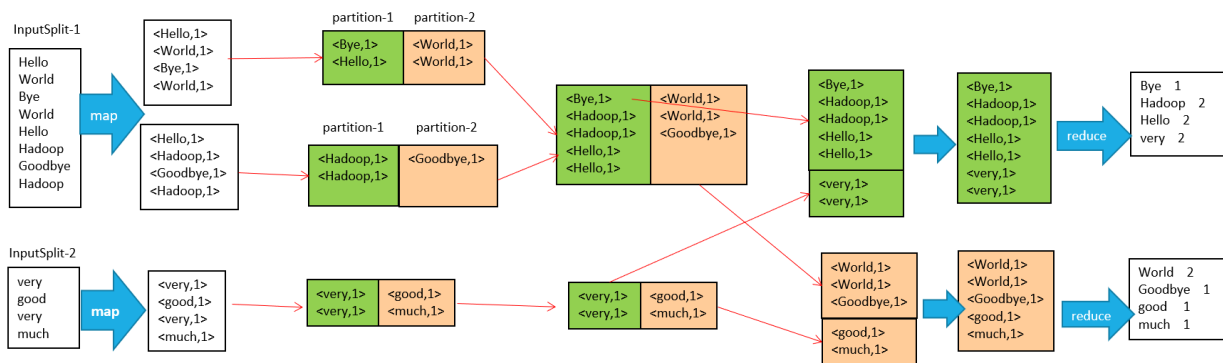 InputSplit-1
Hello
World
Bye
World
Hello
Hadoop
Goodbye
Hadoop
map
<Hello,1>
<World,1>
<Bye,1>
<World,1>
<Hello,1>
<Hadoop,1>
<Goodbye,1>
<Hadoop,1>
partition-1 partition-2
<Bye,1> <World,1>
<Hello,1> <World,1>
partition-1 partition-2
<Hadoop,1> <Goodbye,1>
<Hadoop,1>
<Bye,1> <World,1>
<Hadoop,1> <World,1>
<Hadoop,1> <Goodbye,1>
<Hello,1>
<Hello,1>
<Bye,1>
<Hadoop,1>
<Hadoop,1>
<Hello,1>
<Hello,1>
<very,1>
<very,1>
<Bye,1>
<Hadoop,1>
<Hadoop,1>
<Hello,1>
<Hello,1>
<very,1>
<very,1>
reduce
Bye 1
Hadoop 2
Hello 2
very 2
InputSplit-2
very
good
very
much
map
<very,1>
<good,1>
<very,1>
<much,1>
<very,1> <good,1>
<very,1> <much,1>
<very,1> <good,1>
<very,1> <much,1>
<World,1>
<World,1>
<Goodbye,1>
<good,1>
<much,1>
<World,1>
<World,1>
<Goodbye,1>
<good,1>
<much,1>
reduce
World 2
Goodbye 1
good 1
much 1